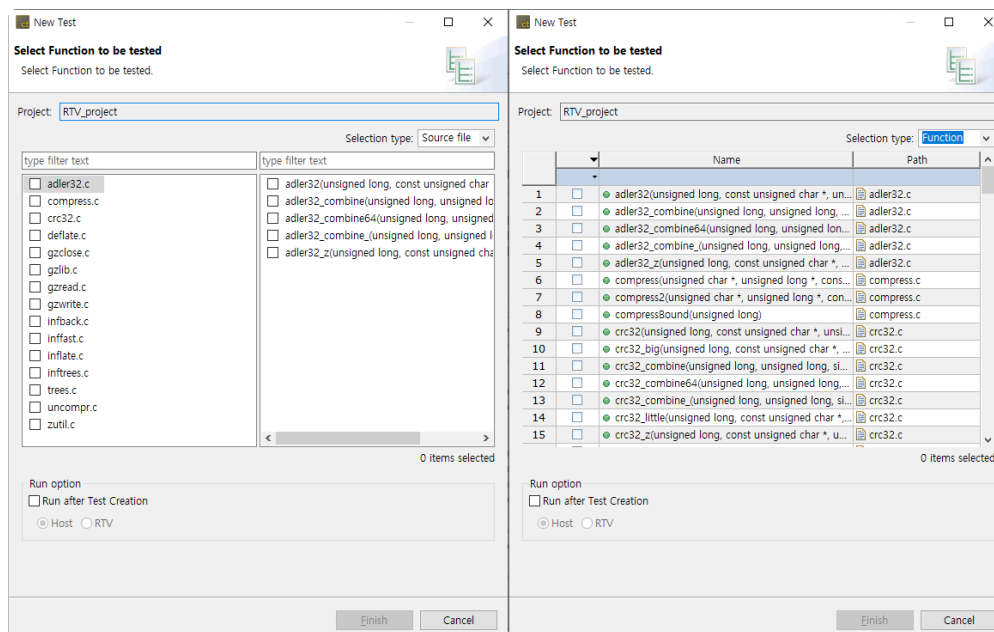 New Test
Select Function to be tested
Select Function to be tested.
Project: RTV_project
Selection type: Source file
type filter text
type filter text
adler32.c
compress.c
crc32.c
deflate.c
gzclose.c
gzlib.c
gzread.c
gzwrite.c
infback.c
inffast.c
inflate.c
inftrees.c
trees.c
uncompr.c
zutil.c
adler32(unsigned long, const unsigned char
adler32_combine(unsigned long, unsigned lo
adler32_combine64(unsigned long, unsigned
adler32_combine_(unsigned long, unsigned l
adler32_z(unsigned long, const unsigned cha
0 items selected
Run option
Run after Test Creation
Host RTV
Finish Cancel
New Test
Select Function to be tested
Select Function to be tested.
Project: RTV_project
Selection type: Function
Name Path
1 adler32(unsigned long, const unsigned char *, un... adler32.c
2 adler32_combine(unsigned long, unsigned long, ... adler32.c
3 adler32_combine64(unsigned long, unsigned lon... adler32.c
4 adler32_combine_(unsigned long, unsigned long,... adler32.c
5 adler32_z(unsigned long, const unsigned char *, ... adler32.c
6 compress(unsigned char *, unsigned long *, cons... compress.c
7 compress2(unsigned char *, unsigned long *, con... compress.c
8 compressBound(unsigned long) compress.c
9 crc32(unsigned long, const unsigned char *, unsi... crc32.c
10 crc32_big(unsigned long, const unsigned char *, ... crc32.c
11 crc32_combine(unsigned long, unsigned long, si... crc32.c
12 crc32_combine64(unsigned long, unsigned long,... crc32.c
13 crc32_combine_(unsigned long, unsigned long, si... crc32.c
14 crc32_little(unsigned long, const unsigned char *,... crc32.c
15 crc32_z(unsigned long, const unsigned char *, u... crc32.c
0 items selected
Run option
Run after Test Creation
Host RTV
Finish Cancel